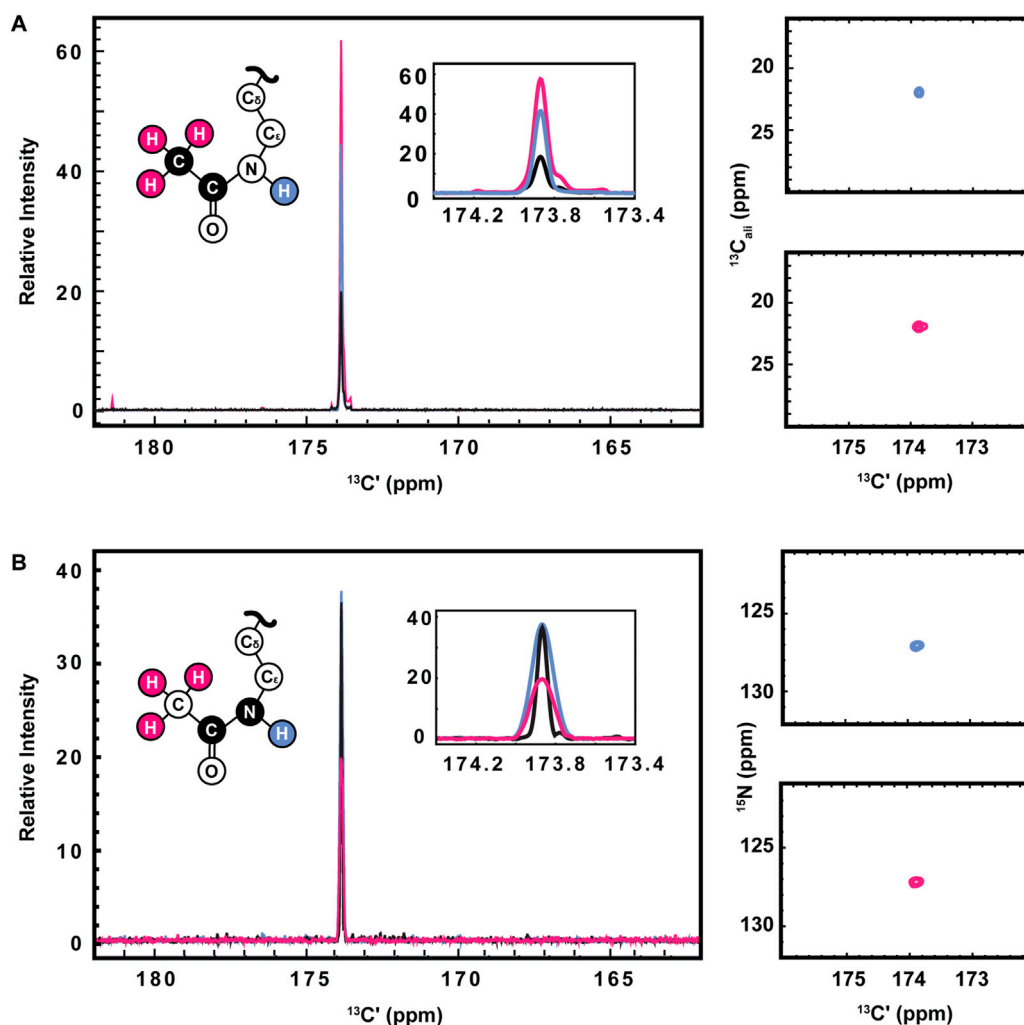 A
Relative Intensity
60
40
20
0
180
175
170
165
¹³C' (ppm)
H
H
H
C
C
O
N
H
Cδ
Cε
60
40
20
0
174.2
173.8
173.4
¹³C_ali (ppm)
20
25
20
25
175
174
173
¹³C' (ppm)
B
Relative Intensity
40
30
20
10
0
180
175
170
165
¹³C' (ppm)
H
H
H
C
C
O
N
H
Cδ
Cε
40
20
0
174.2
173.8
173.4
¹⁵N (ppm)
125
130
125
130
175
174
173
¹³C' (ppm)